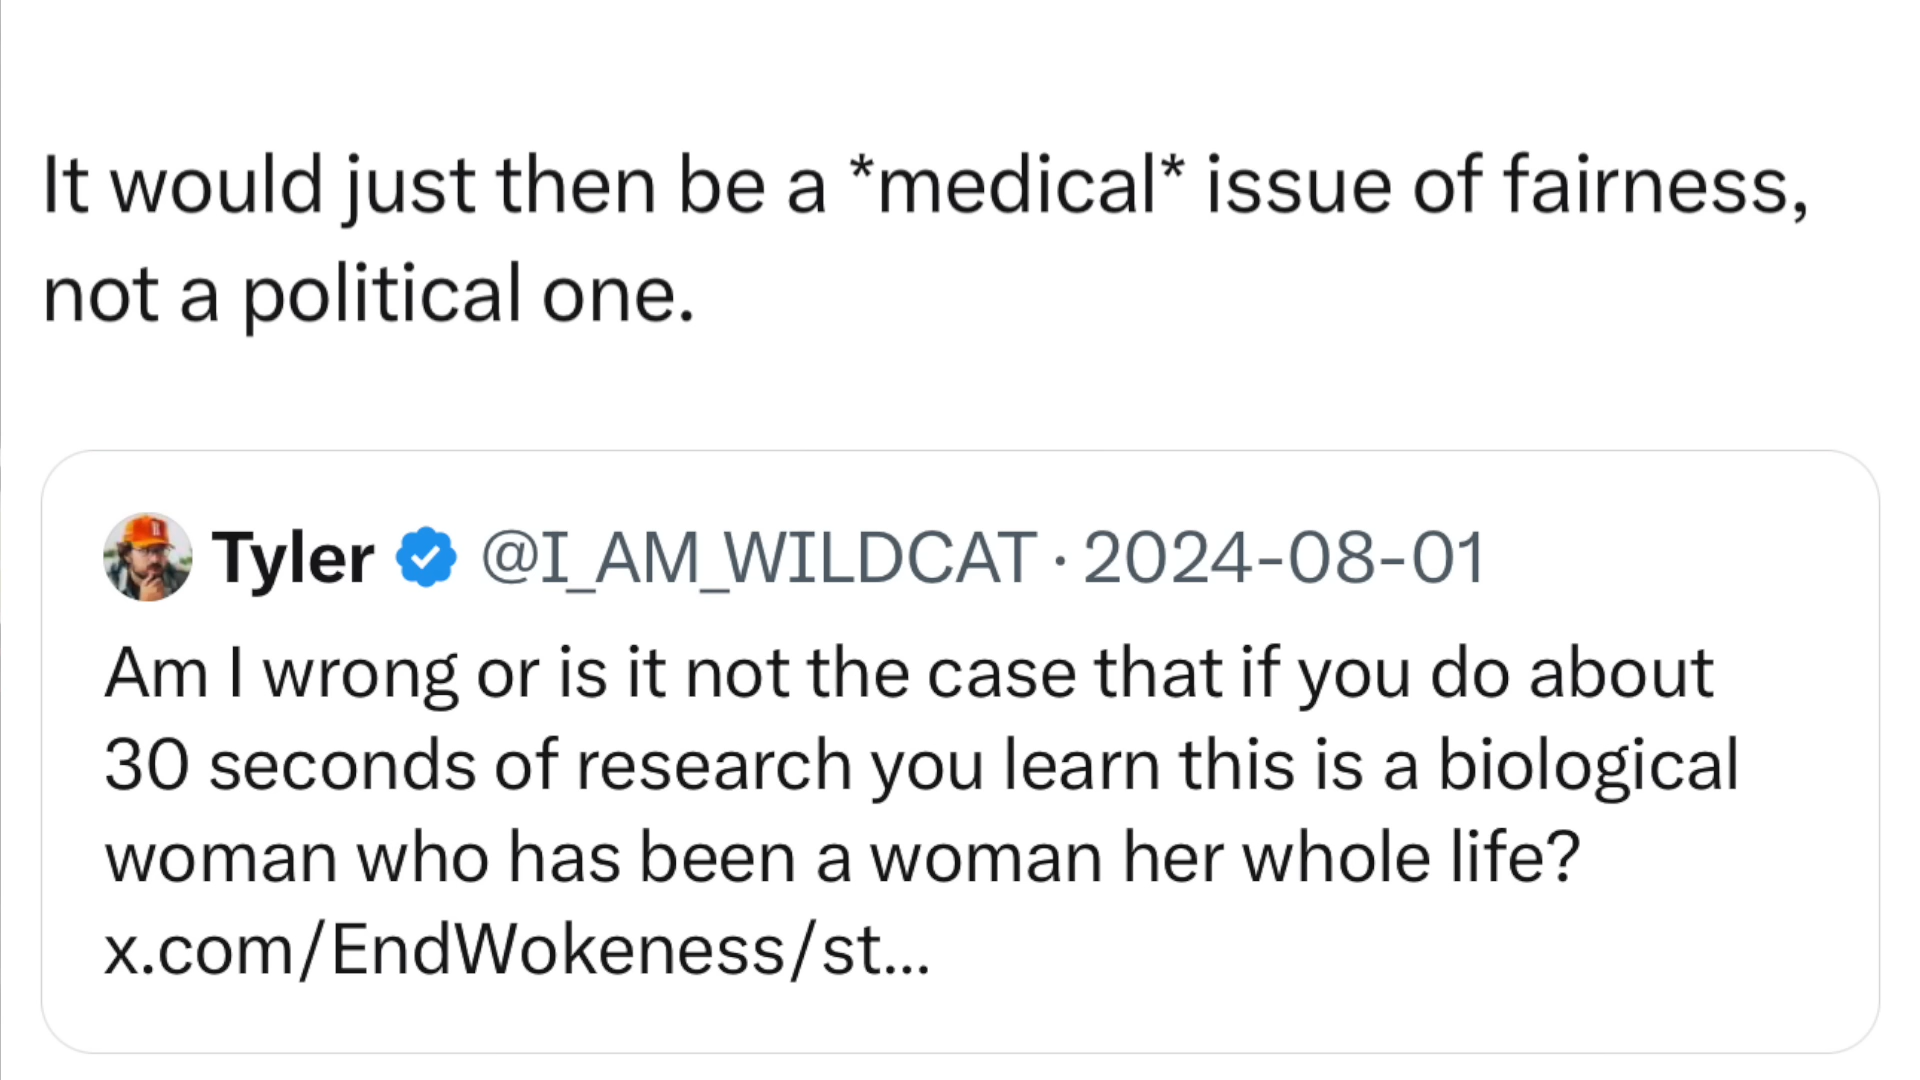 It would just then be a *medical* issue of fairness,
not a political one.
Tyler @I_AM_WILDCAT · 2024-08-01
Am I wrong or is it not the case that if you do about
30 seconds of research you learn this is a biological
woman who has been a woman her whole life?
x.com/EndWokeness/st...